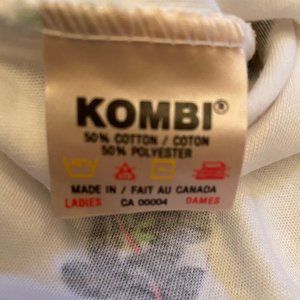 KOMBI®
50% COTTON / COTON
50% POLYESTER
MADE IN / FAIT AU CANADA
LADIES CA 00004 DAMES